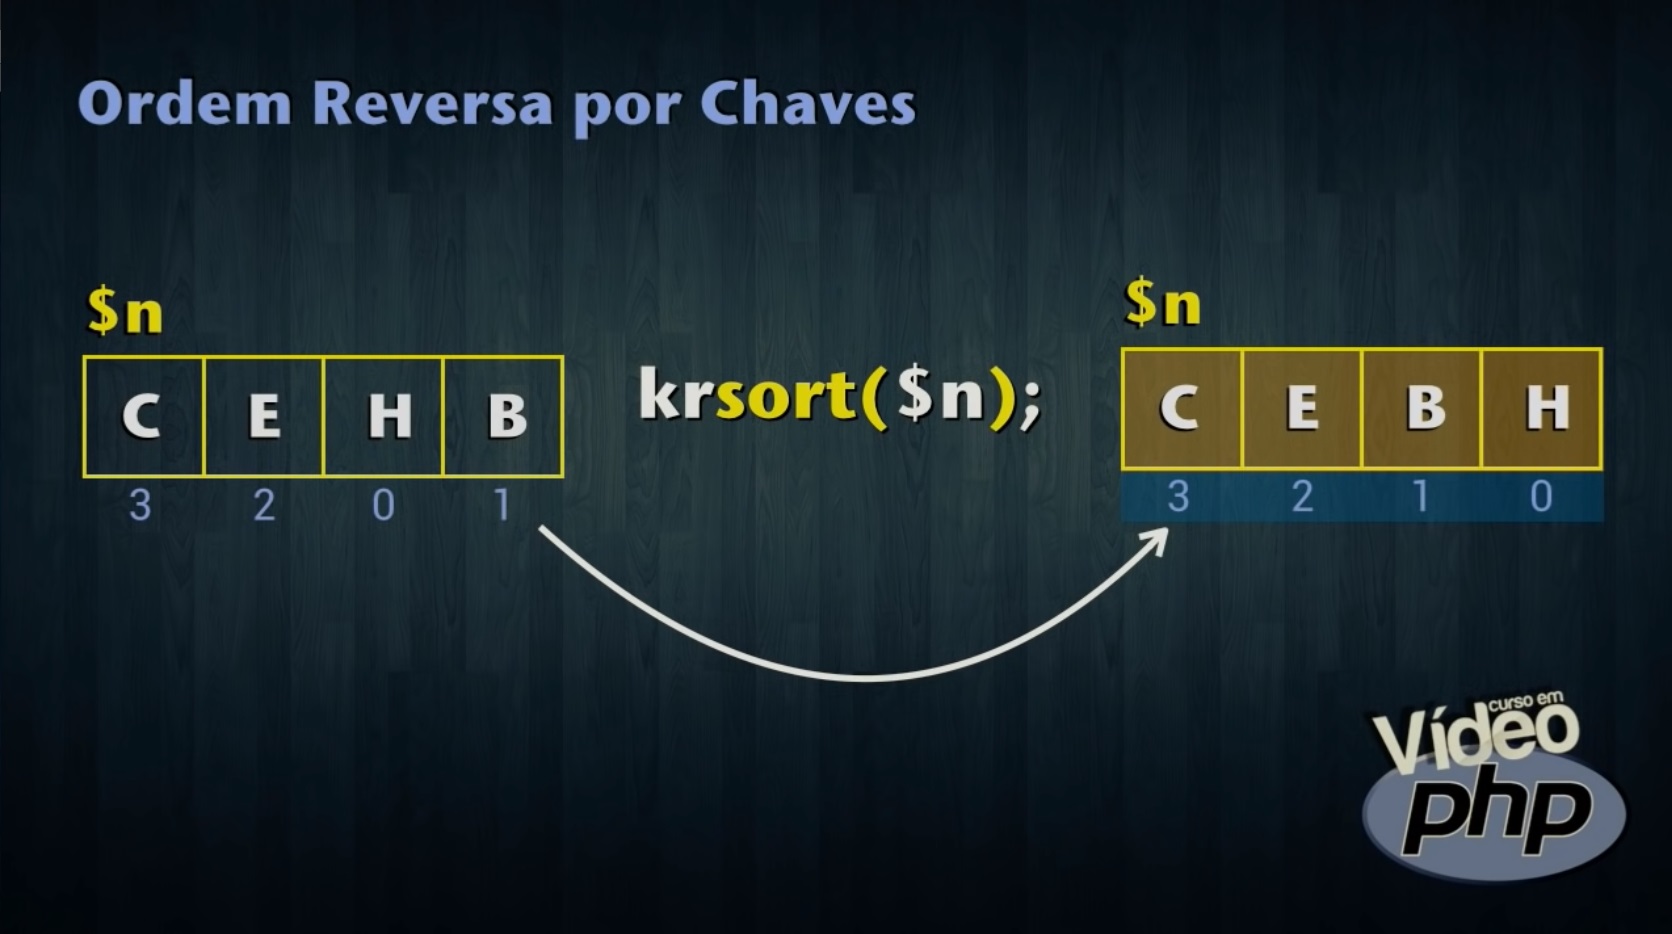 Ordem Reversa por Chaves
$n
C E H B
3 2 0 1
krsort($n);
$n
C E B H
3 2 1 0
curso em
Vídeo
php